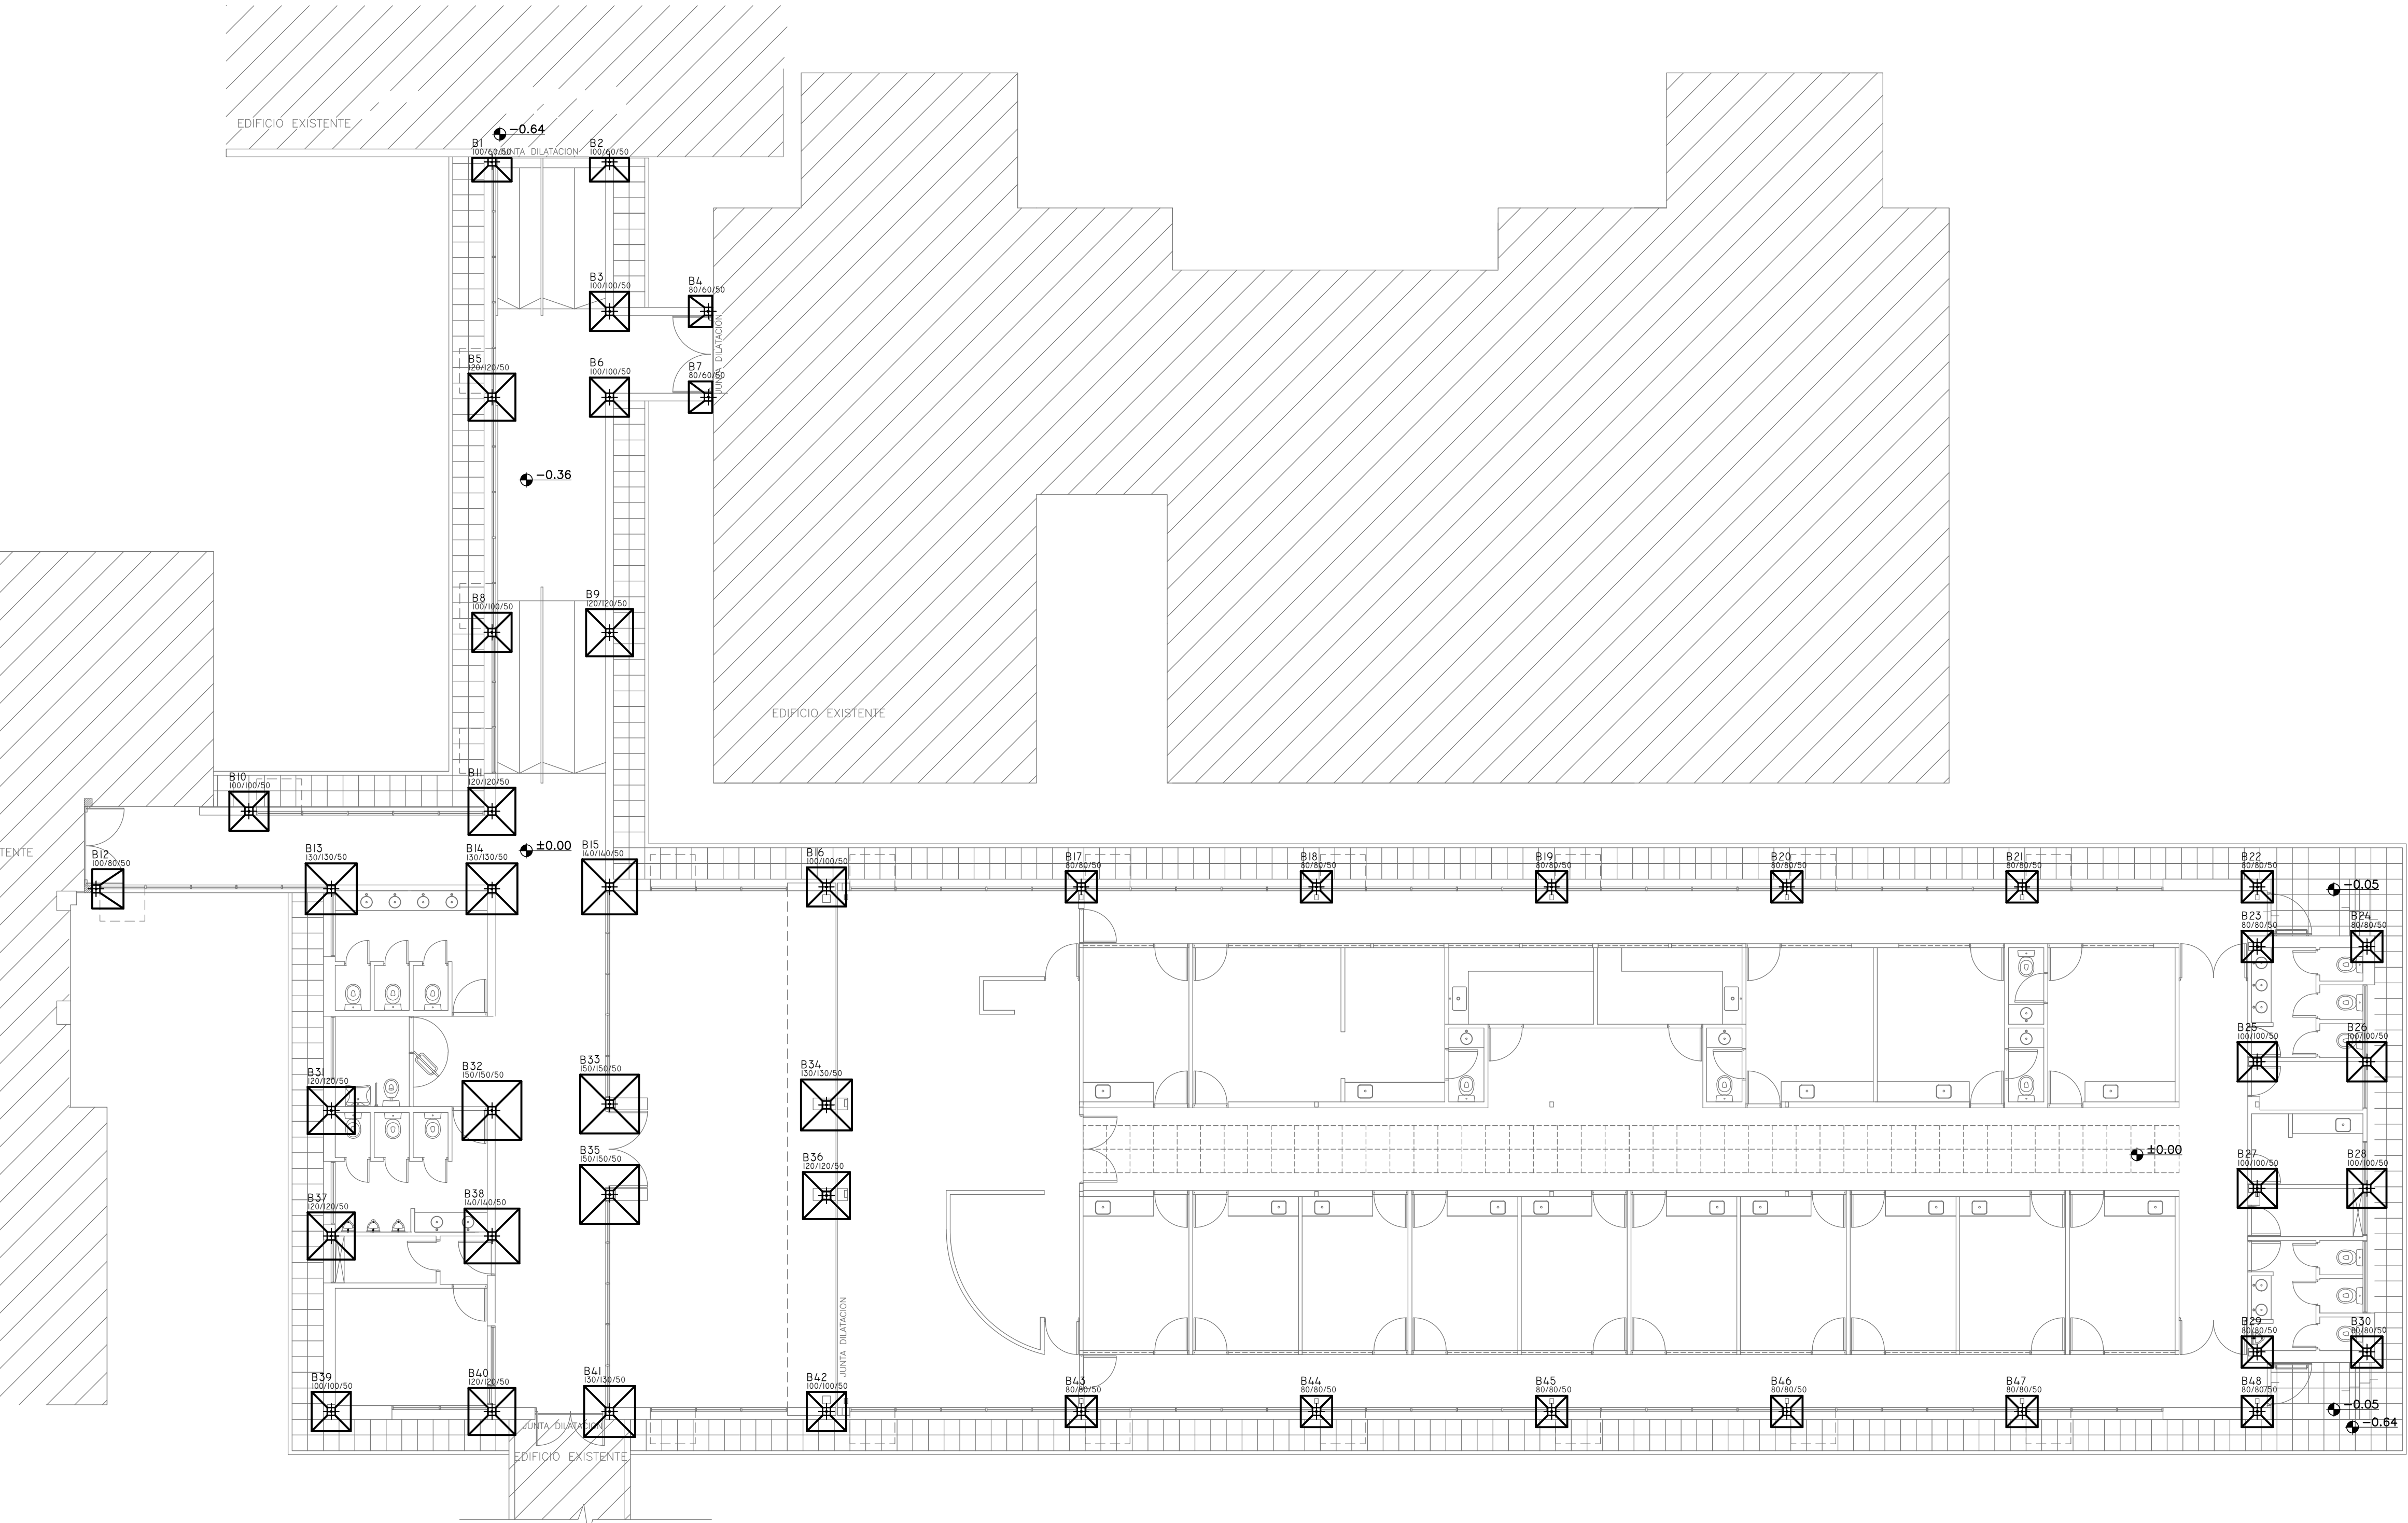 EDIFICIO EXISTENTE
-0.64
B1
100/60/50
JUNTA DILATACION
B2
100/60/50
B3
100/100/50
B4
80/60/50
JUNTA DILATACION
B5
120/120/50
B6
100/100/50
B7
80/60/50
-0.36
B8
100/100/50
B9
120/120/50
EDIFICIO EXISTENTE
B10
100/100/50
B11
120/120/50
TENTE
B12
100/80/50
B13
130/130/50
B14
130/130/50
±0.00
B15
140/140/50
B16
100/100/50
B17
80/80/50
B18
80/80/50
B19
80/80/50
B20
80/80/50
B21
80/80/50
B22
80/80/50
-0.05
B23
80/80/50
B24
80/80/50
B25
100/100/50
B26
100/100/50
B31
120/120/50
B32
150/150/50
B33
150/150/50
B34
130/130/50
B35
150/150/50
B36
120/120/50
±0.00
B27
100/100/50
B28
100/100/50
B37
120/120/50
B38
140/140/50
JUNTA DILATACION
B29
80/80/50
B30
80/80/50
B39
100/100/50
B40
120/120/50
B41
130/130/50
B42
100/100/50
B43
80/80/50
B44
80/80/50
B45
80/80/50
B46
80/80/50
B47
80/80/50
B48
80/80/50
-0.05
-0.64
JUNTA DILATACION
EDIFICIO EXISTENTE